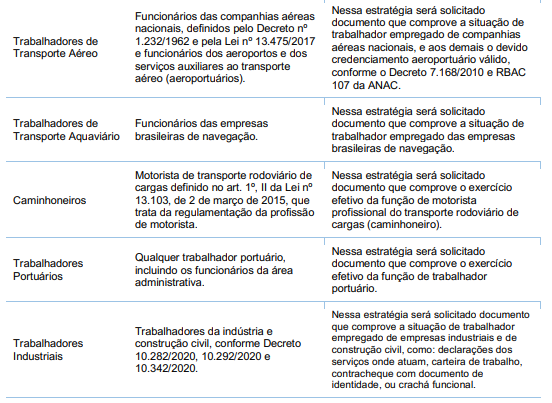 Trabalhadores de
Transporte Aéreo
Funcionários das companhias aéreas
nacionais, definidos pelo Decreto nº
1.232/1962 e pela Lei nº 13.475/2017
e funcionários dos aeroportos e dos
serviços auxiliares ao transporte
aéreo (aeroportuários).
Nessa estratégia será solicitado
documento que comprove a situação de
trabalhador empregado de companhias
aéreas nacionais, e aos demais o devido
credenciamento aeroportuário válido,
conforme o Decreto 7.168/2010 e RBAC
107 da ANAC.
Trabalhadores de
Transporte Aquaviário
Funcionários das empresas
brasileiras de navegação.
Nessa estratégia será solicitado
documento que comprove a situação de
trabalhador empregado das empresas
brasileiras de navegação.
Caminhoneiros
Motorista de transporte rodoviário de
cargas definido no art. 1º, II da Lei nº
13.103, de 2 de março de 2015, que
trata da regulamentação da profissão
de motorista.
Nessa estratégia será solicitado
documento que comprove o exercício
efetivo da função de motorista
profissional do transporte rodoviário de
cargas (caminhoneiro).
Trabalhadores
Portuários
Qualquer trabalhador portuário,
incluindo os funcionários da área
administrativa.
Nessa estratégia será solicitado
documento que comprove o exercício
efetivo da função de trabalhador
portuário.
Trabalhadores
Industriais
Trabalhadores da indústria e
construção civil, conforme Decreto
10.282/2020, 10.292/2020 e
10.342/2020.
Nessa estratégia será solicitado documento
que comprove a situação de trabalhador
empregado de empresas industriais e de
construção civil, como: declarações dos
serviços onde atuam, carteira de trabalho,
contracheque com documento de
identidade, ou crachá funcional.